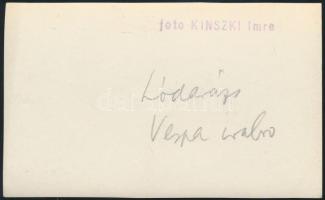 foto KINSZKI Imre
Lódarázs
Vespa crabro